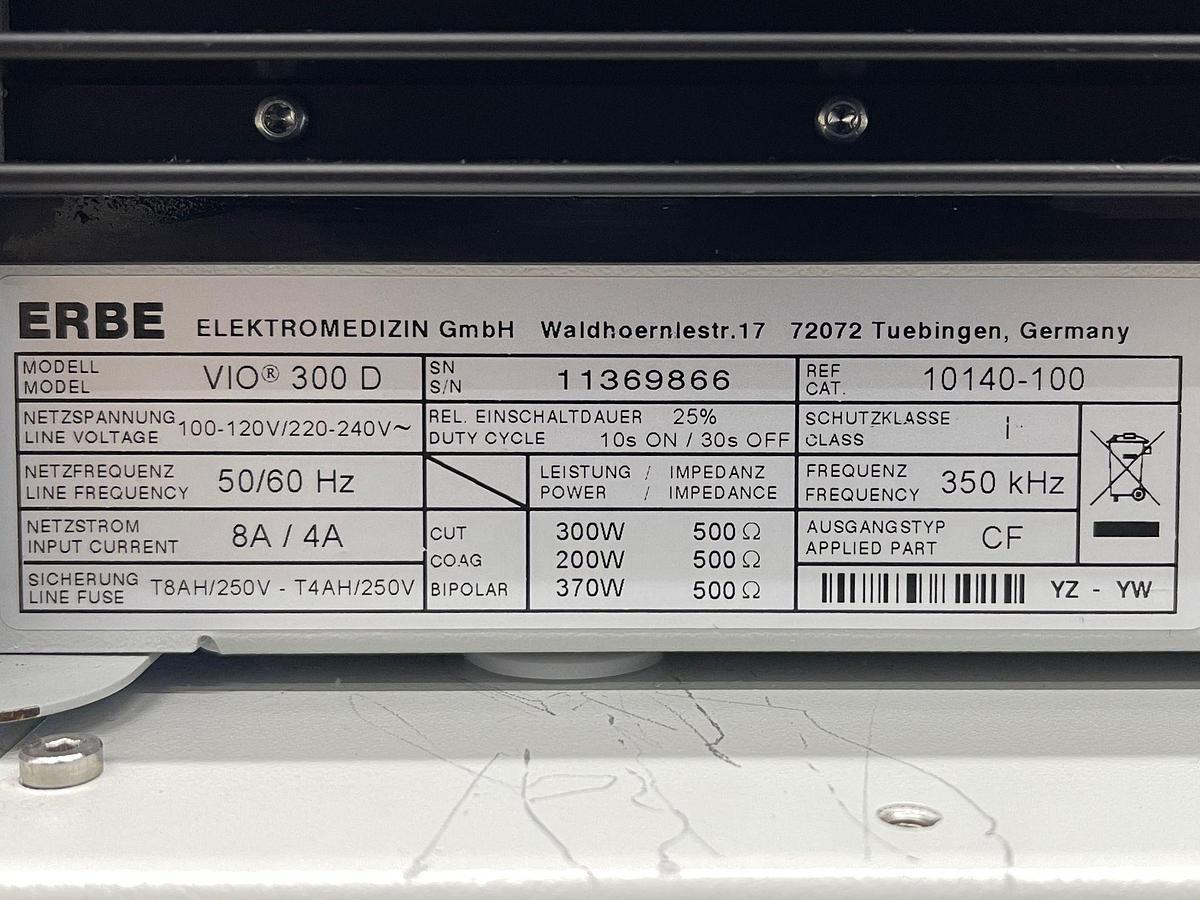 ERBE ELEKTROMEDIZIN GmbH Waldhoernlestr.17 72072 Tuebingen, Germany
MODELL
MODEL
VIO® 300 D
SN
S/N
11369866
REF
CAT.
10140-100
NETZSPANNUNG
LINE VOLTAGE
100-120V/220-240V~
REL. EINSCHALTDAUER 25%
DUTY CYCLE 10s ON / 30s OFF
SCHUTZKLASSE
CLASS
I
NETZFREQUENZ
LINE FREQUENCY
50/60 Hz
LEISTUNG / IMPEDANZ
POWER / IMPEDANCE
FREQUENZ
FREQUENCY
350 kHz
NETZSTROM
INPUT CURRENT
8A / 4A
CUT 300W 500 Ω
COAG 200W 500 Ω
BIPOLAR 370W 500 Ω
AUSGANGSTYP
APPLIED PART
CF
SICHERUNG
LINE FUSE
T8AH/250V - T4AH/250V
YZ - YW